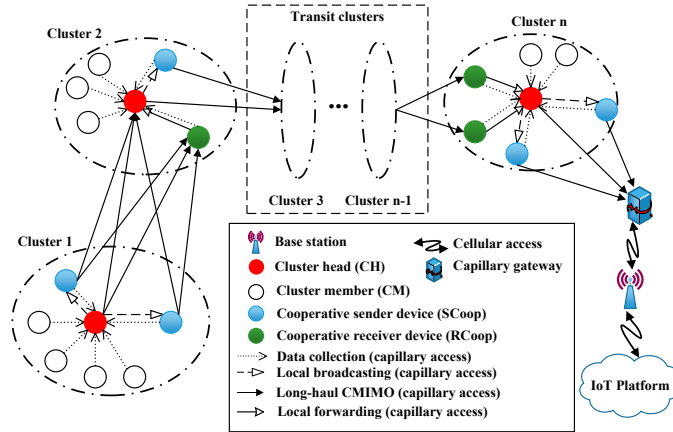 Transit clusters
Cluster 2
Cluster n
Cluster 3
Cluster n-1
Cluster 1
Base station
Cellular access
Cluster head (CH)
Capillary gateway
Cluster member (CM)
Cooperative sender device (SCoop)
Cooperative receiver device (RCoop)
Data collection (capillary access)
Local broadcasting (capillary access)
Long-haul CMIMO (capillary access)
Local forwarding (capillary access)
IoT Platform